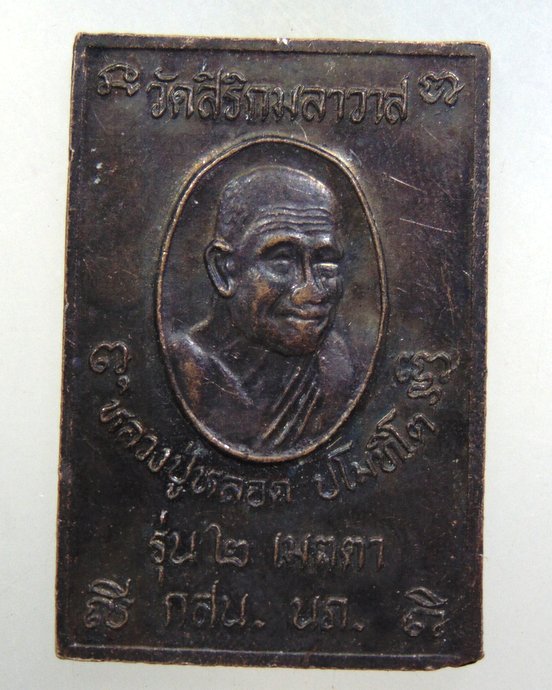 วัดสิริกมลาวาส
หลวงปู่หลอด ปโมทิโต
รุ่น ๒ เมตตา
กสน. นภ.